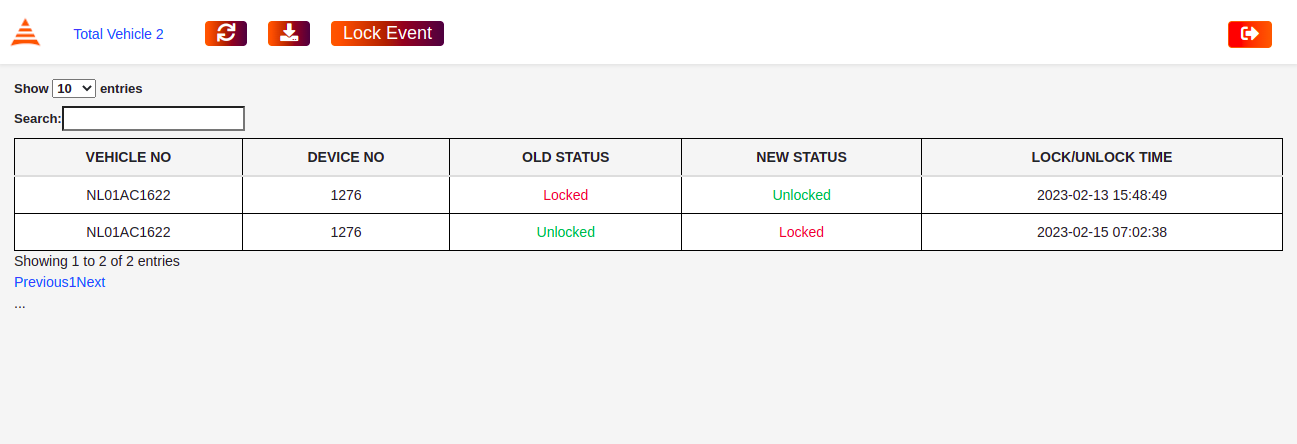 Total Vehicle 2 Lock Event
Show 10 entries
Search:
VEHICLE NO DEVICE NO OLD STATUS NEW STATUS LOCK/UNLOCK TIME
NL01AC1622 1276 Locked Unlocked 2023-02-13 15:48:49
NL01AC1622 1276 Unlocked Locked 2023-02-15 07:02:38
Showing 1 to 2 of 2 entries
Previous1Next
...